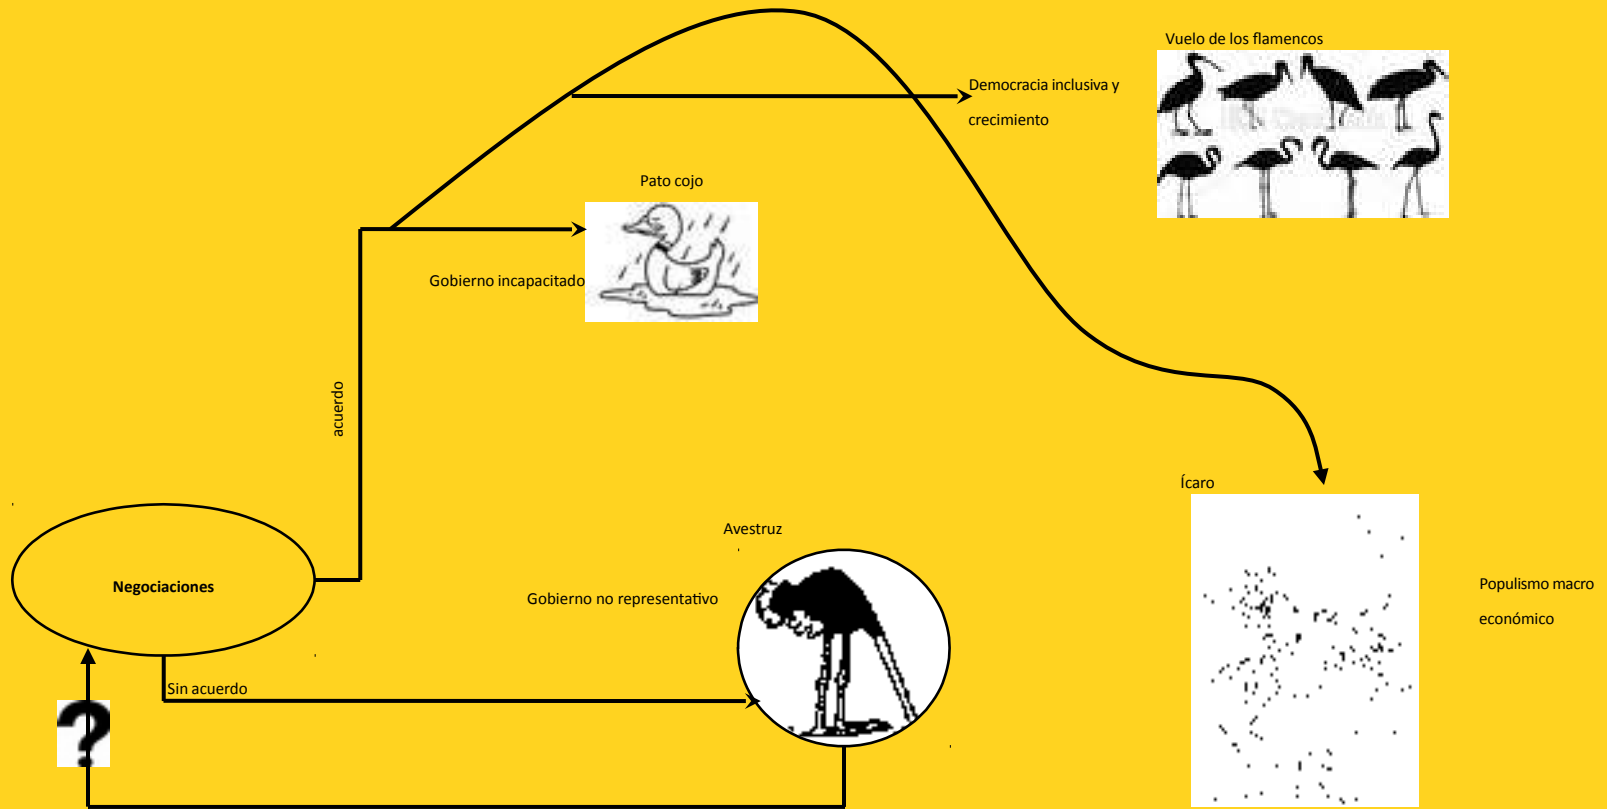 Vuelo de los flamencos
Democracia inclusiva y
crecimiento
Pato cojo
Gobierno incapacitado
acuerdo
Ícaro
Avestruz
Negociaciones
Gobierno no representativo
Populismo macro
económico
Sin acuerdo
?